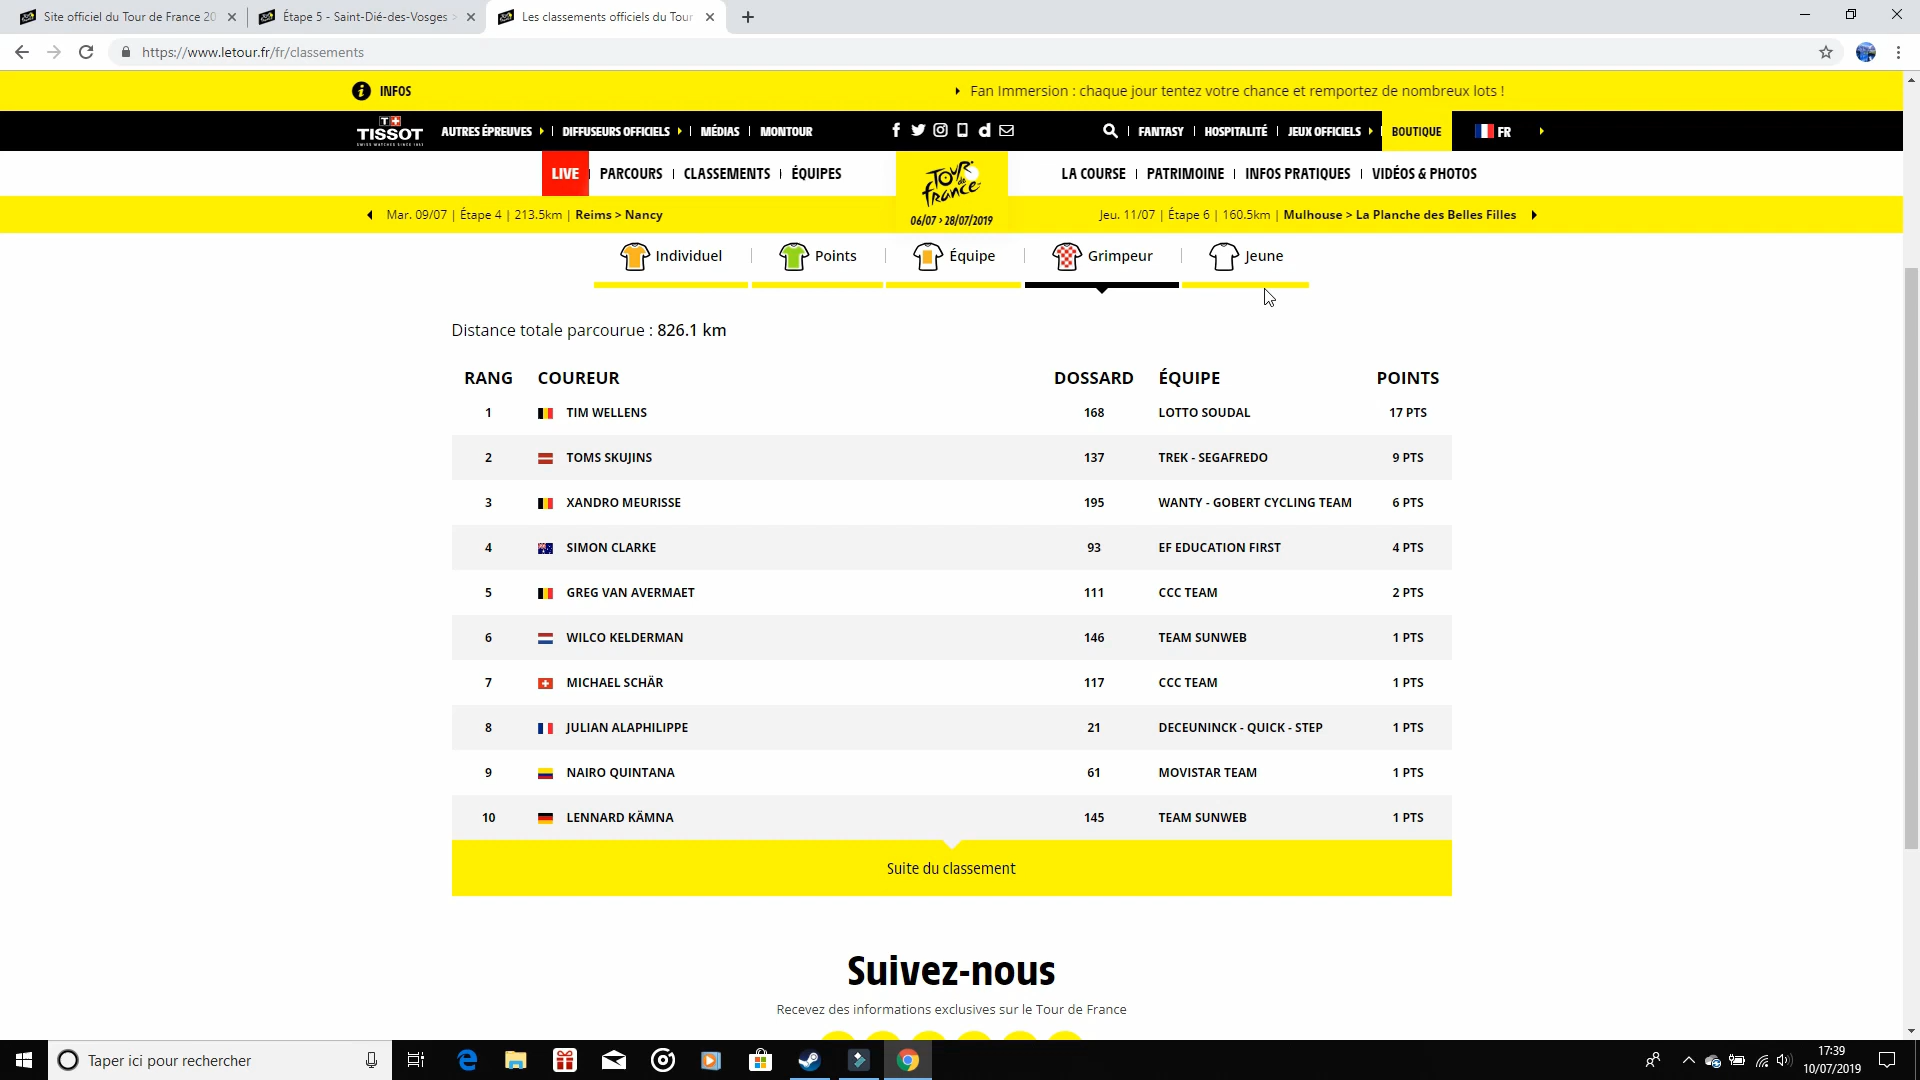 Site officiel du Tour de France 20
Étape 5 - Saint-Dié-des-Vosges >
Les classements officiels du Tour
https://www.letour.fr/fr/classements
INFOS
Fan Immersion : chaque jour tentez votre chance et remportez de nombreux lots !
TISSOT
SWISS WATCHES SINCE 1853
AUTRES ÉPREUVES
DIFFUSEURS OFFICIELS
MÉDIAS
MONTOUR
FANTASY
HOSPITALITÉ
JEUX OFFICIELS
BOUTIQUE
FR
LIVE
PARCOURS
CLASSEMENTS
ÉQUIPES
TOUR de france
06/07 > 28/07/2019
LA COURSE
PATRIMOINE
INFOS PRATIQUES
VIDÉOS & PHOTOS
Mar. 09/07 | Étape 4 | 213.5km | Reims > Nancy
Jeu. 11/07 | Étape 6 | 160.5km | Mulhouse > La Planche des Belles Filles
Individuel
Points
Équipe
Grimpeur
Jeune
Distance totale parcourue : 826.1 km
RANG COUREUR DOSSARD ÉQUIPE POINTS
1 TIM WELLENS 168 LOTTO SOUDAL 17 PTS
2 TOMS SKUJINS 137 TREK - SEGAFREDO 9 PTS
3 XANDRO MEURISSE 195 WANTY - GOBERT CYCLING TEAM 6 PTS
4 SIMON CLARKE 93 EF EDUCATION FIRST 4 PTS
5 GREG VAN AVERMAET 111 CCC TEAM 2 PTS
6 WILCO KELDERMAN 146 TEAM SUNWEB 1 PTS
7 MICHAEL SCHÄR 117 CCC TEAM 1 PTS
8 JULIAN ALAPHILIPPE 21 DECEUNINCK - QUICK - STEP 1 PTS
9 NAIRO QUINTANA 61 MOVISTAR TEAM 1 PTS
10 LENNARD KÄMNA 145 TEAM SUNWEB 1 PTS
Suite du classement
Suivez-nous
Recevez des informations exclusives sur le Tour de France
Taper ici pour rechercher
17:39
10/07/2019